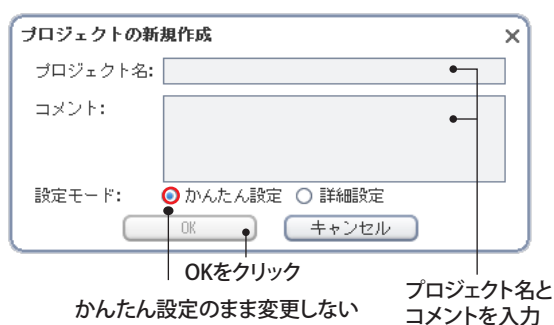 プロジェクトの新規作成
プロジェクト名:
コメント:
設定モード: かんたん設定 詳細設定
OK キャンセル
OKをクリック
かんたん設定のまま変更しない
プロジェクト名と
コメントを入力